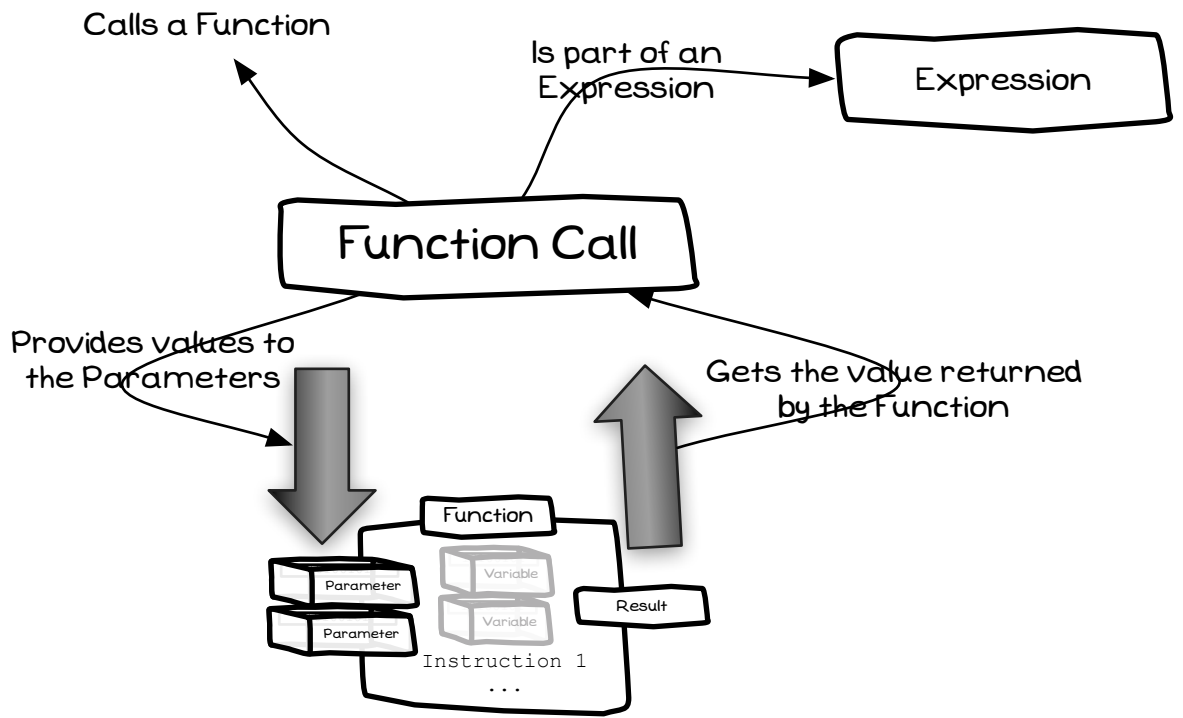 Calls a Function
Is part of an
Expression
Expression
Function Call
Provides values to
the Parameters
Gets the value returned
by the Function
Function
Parameter
Variable
Parameter
Variable
Result
Instruction 1
...